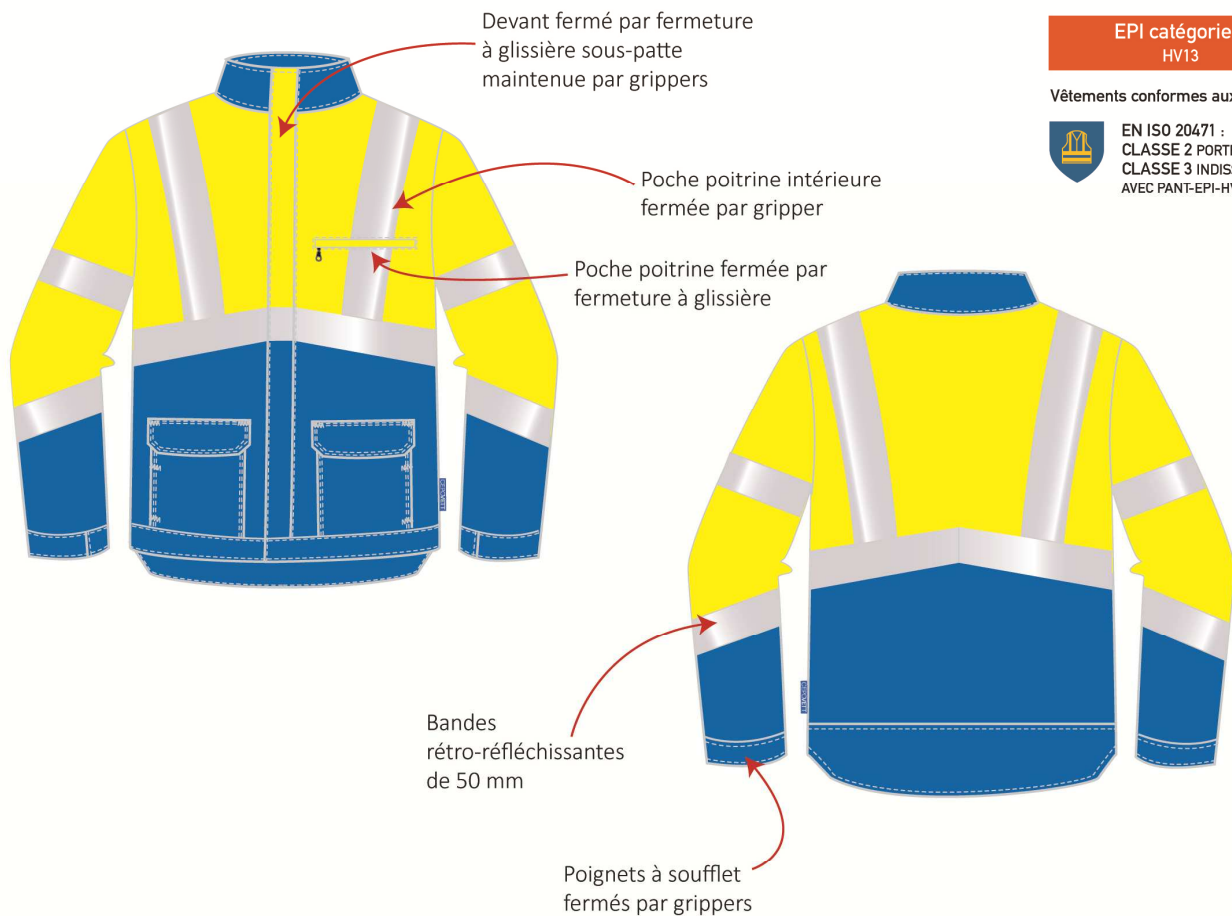 Devant fermé par fermeture
à glissière sous-patte
maintenue par grippers
EPI catégorie
HV13
Vêtements conformes aux
EN ISO 20471 :
CLASSE 2
CLASSE 3
AVEC
Poche poitrine intérieure
fermée par gripper
Poche poitrine fermée par
fermeture à glissière
Bandes
rétro-réfléchissantes
de 50 mm
Poignets à soufflet
fermés par grippers